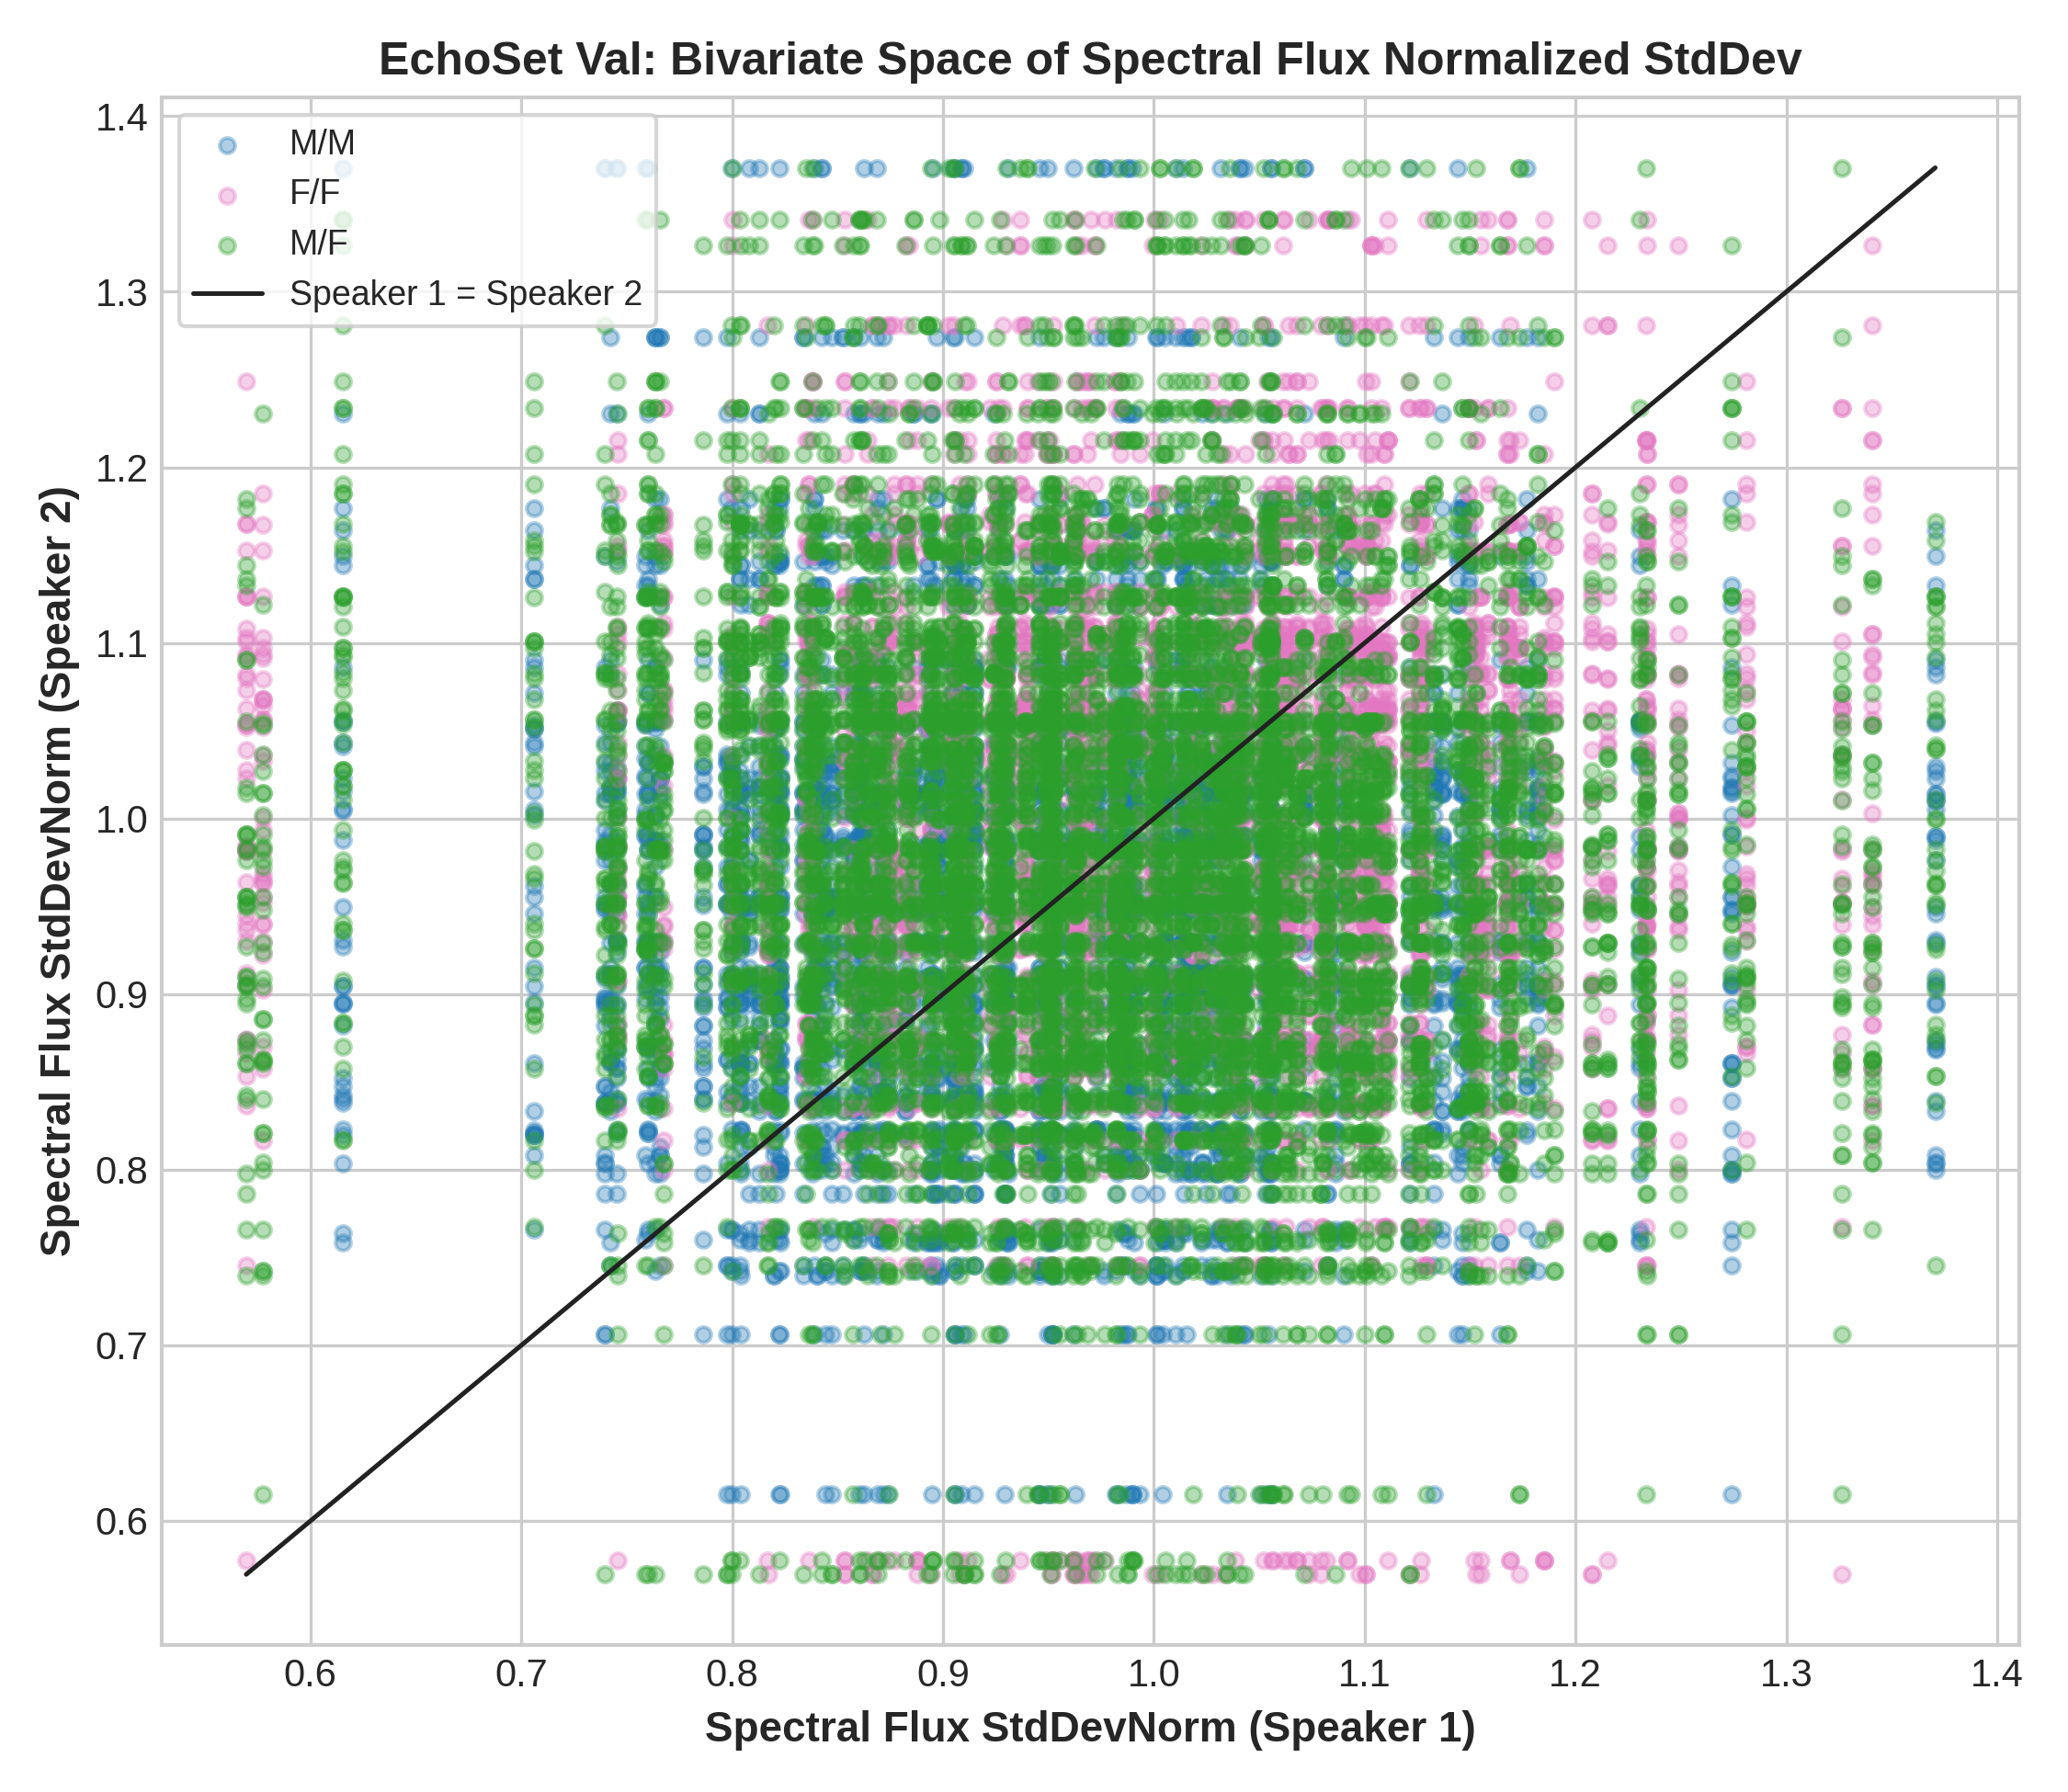 EchoSet Val: Bivariate Space of Spectral Flux Normalized StdDev
M/M
F/F
M/F
Speaker 1 = Speaker 2
Spectral Flux StdDevNorm (Speaker 2)
1.4
1.3
1.2
1.1
1.0
0.9
0.8
0.7
0.6
0.6 0.7 0.8 0.9 1.0 1.1 1.2 1.3 1.4
Spectral Flux StdDevNorm (Speaker 1)